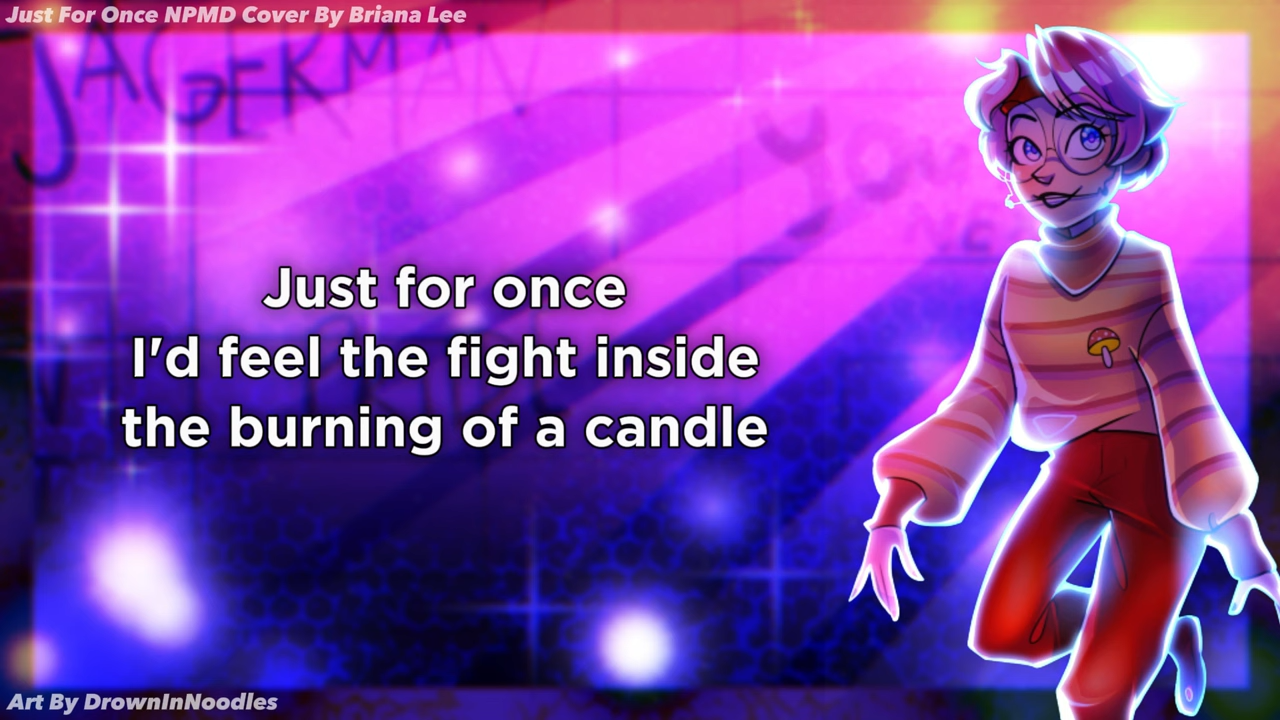 Just For Once NPMD Cover By Briana Lee
JAGERMAN
Just for once
I'd feel the fight inside
the burning of a candle
Art By DrownInNoodles